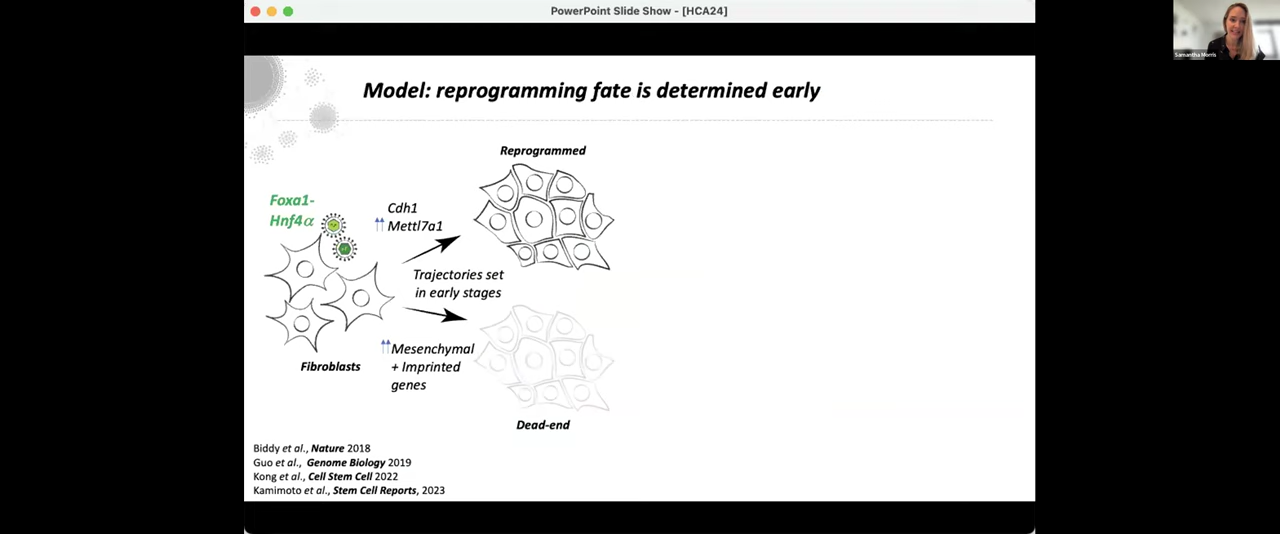 PowerPoint Slide Show - [HCA24]
Samantha Morris
Model: reprogramming fate is determined early
Reprogrammed
Foxa1-
Hnf4α
Cdh1
Mettl7a1
Trajectories set
in early stages
Mesenchymal
+ Imprinted
genes
Fibroblasts
Dead-end
Biddy et al., Nature 2018
Guo et al., Genome Biology 2019
Kong et al., Cell Stem Cell 2022
Kamimoto et al., Stem Cell Reports, 2023